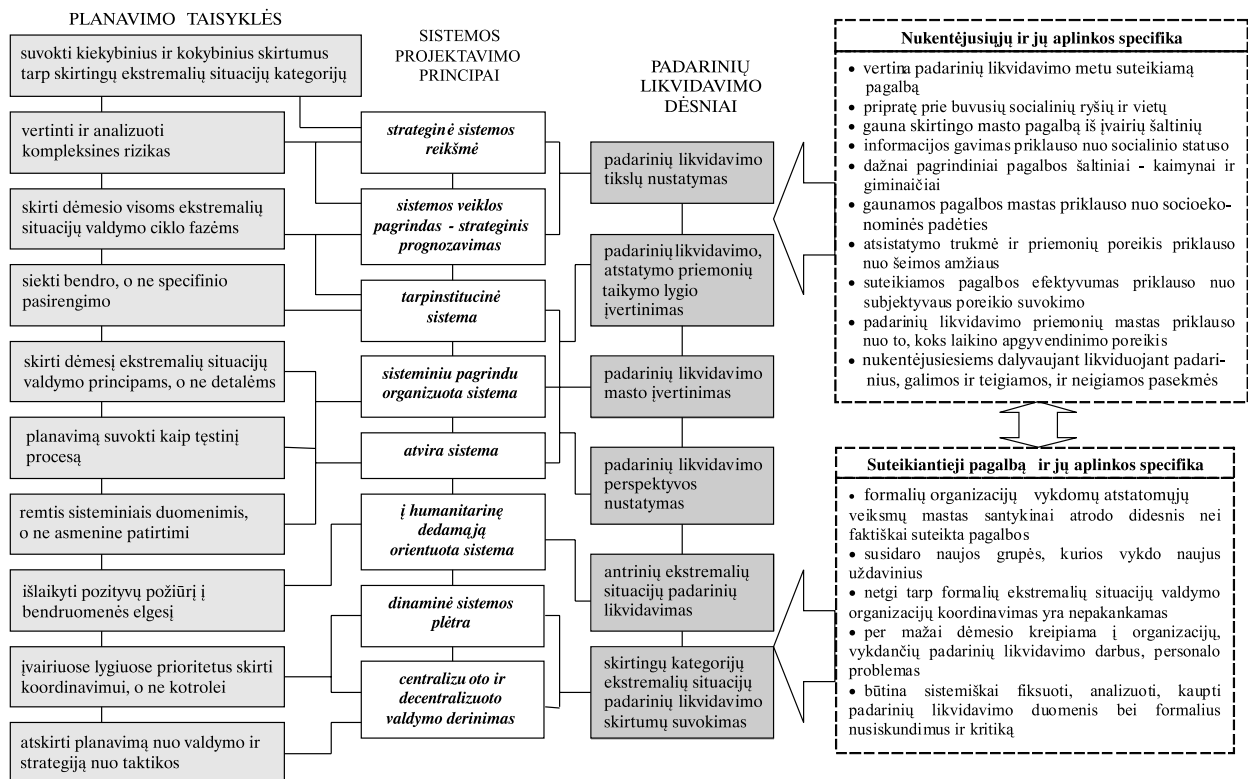 PLANAVIMO TAISYKLĖS
suvokti kiekybinius ir kokybinius skirtumus
tarp skirtingų ekstremalių situacijų kategorijų
vertinti ir analizuoti
kompleksines rizikas
skirti dėmesio visoms ekstremalių
situacijų valdymo ciklo fazėms
siekti bendro, o ne specifinio
pasirengimo
skirti dėmesį ekstremalių situacijų
valdymo principams, o ne detalėms
planavimą suvokti kaip tęstinį
procesą
remtis sisteminiais duomenimis,
o ne asmenine patirtimi
išlaikyti pozityvų požiūrį į
bendruomenės elgesį
įvairiuose lygiuose prioritetus skirti
koordinavimui, o ne kotrolei
atskirti planavimą nuo valdymo ir
strategiją nuo taktikos
SISTEMOS
PROJEKTAVIMO
PRINCIPAI
strateginė sistemos
reikšmė
sistemos veiklos
pagrindas - strateginis
prognozavimas
tarpinstitucinė
sistema
sisteminiu pagrindu
organizuota sistema
atvira sistema
į humanitarinę
dedamąją
orientuota sistema
dinaminė sistemos
plėtra
centralizu oto ir
decentralizuoto
valdymo derinimas
PADARINIŲ
LIKVIDAVIMO
DĖSNIAI
padarinių likvidavimo
tikslų nustatymas
padarinių likvidavimo,
atstatymo priemonių
taikymo lygio
įvertinimas
padarinių likvidavimo
masto įvertinimas
padarinių likvidavimo
perspektyvos
nustatymas
antrinių ekstremalių
situacijų padarinių
likvidavimas
skirtingų kategorijų
ekstremalių situacijų
padarinių likvidavimo
skirtumų suvokimas
Nukentėjusiųjų ir jų aplinkos specifika
• vertina padarinių likvidavimo metu suteikiamą
pagalbą
• pripratę prie buvusių socialinių ryšių ir vietų
• gauna skirtingo masto pagalbą iš įvairių šaltinių
• informacijos gavimas priklauso nuo socialinio statuso
• dažnai pagrindiniai pagalbos šaltiniai - kaimynai ir
giminaičiai
• gaunamos pagalbos mastas priklauso nuo socioeko-
nominės padėties
• atsistatymo trukmė ir priemonių poreikis priklauso
nuo šeimos amžiaus
• suteikiamos pagalbos efektyvumas priklauso nuo
subjektyvaus poreikio suvokimo
• padarinių likvidavimo priemonių mastas priklauso
nuo to, koks laikino apgyvendinimo poreikis
• nukentėjusiesiems dalyvaujant likviduojant padari-
nius, galimos ir teigiamos, ir neigiamos pasekmės
Suteikiantieji pagalbą ir jų aplinkos specifika
• formalių organizacijų vykdomų atstatomųjų
veiksmų mastas santykinai atrodo didesnis nei
faktiškai suteikta pagalbos
• susidaro naujos grupės, kurios vykdo naujus
uždavinius
• netgi tarp formalių ekstremalių situacijų valdymo
organizacijų koordinavimas yra nepakankamas
• per mažai dėmesio kreipiama į organizacijų,
vykdančių padarinių likvidavimo darbus, personalo
problemas
• būtina sistemiškai fiksuoti, analizuoti, kaupti
padarinių likvidavimo duomenis bei formalius
nusiskundimus ir kritiką